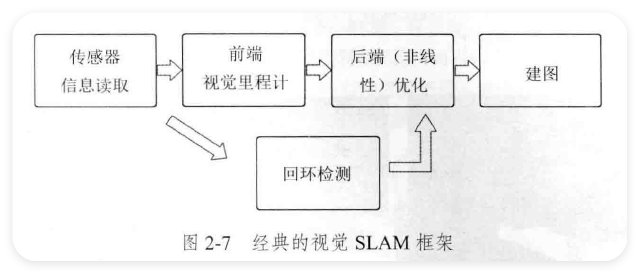 传感器
信息读取
前端
视觉里程计
后端（非线
性）优化
建图
回环检测
图 2-7 经典的视觉 SLAM 框架